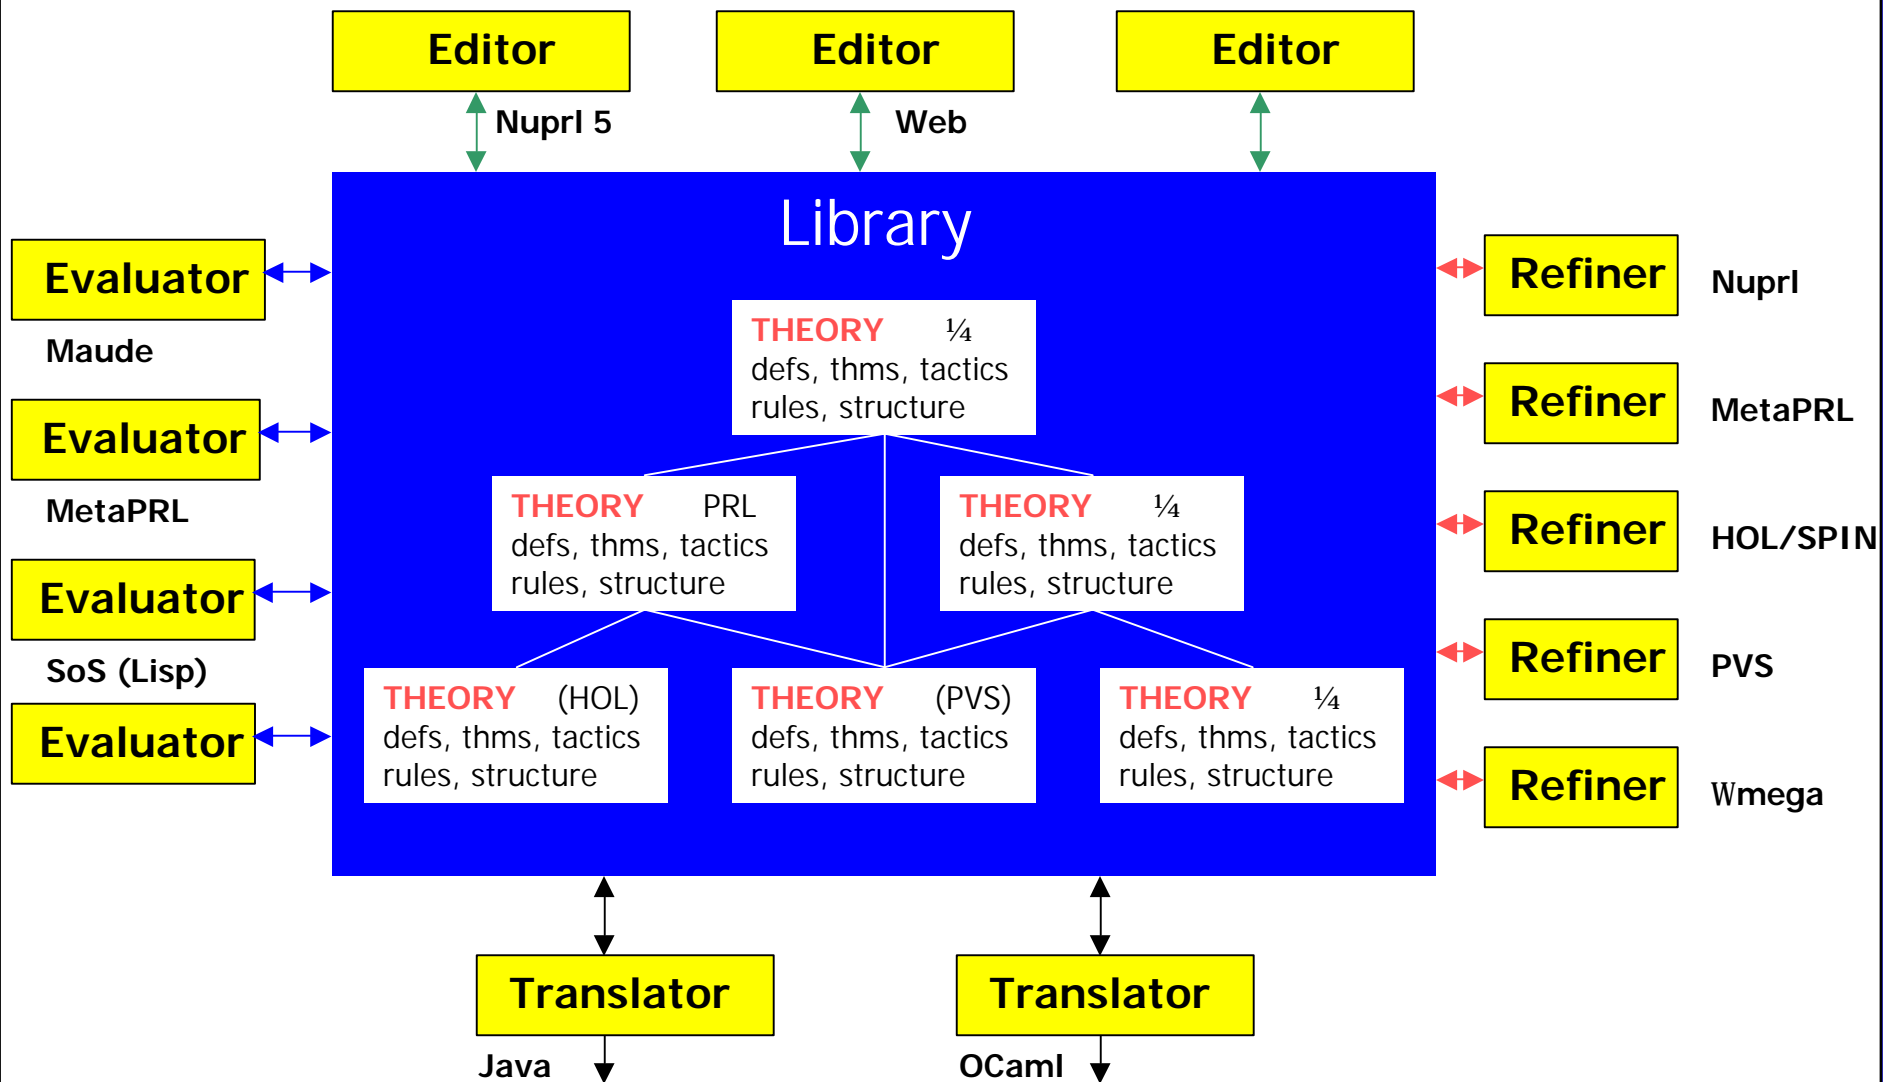 Editor
Editor
Editor
Nuprl 5
Web
Library
Evaluator
Maude
Evaluator
MetaPRL
Evaluator
SoS (Lisp)
Evaluator
THEORY ¼
defs, thms, tactics
rules, structure
THEORY PRL
defs, thms, tactics
rules, structure
THEORY ¼
defs, thms, tactics
rules, structure
THEORY (HOL)
defs, thms, tactics
rules, structure
THEORY (PVS)
defs, thms, tactics
rules, structure
THEORY ¼
defs, thms, tactics
rules, structure
Refiner
Nuprl
Refiner
MetaPRL
Refiner
HOL/SPIN
Refiner
PVS
Refiner
Wmega
Translator
Java
Translator
OCaml